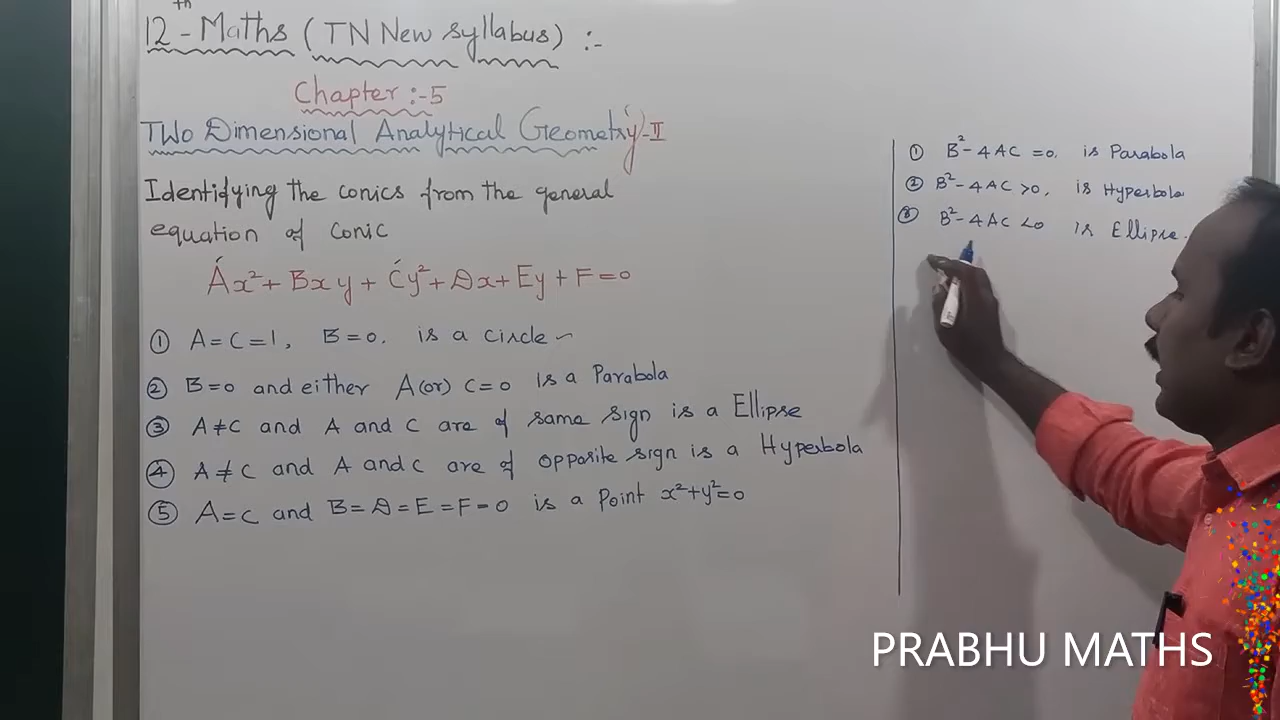 12th - Maths (TN New syllabus) :-
Chapter :-5
Two Dimensional Analytical Geometry-II
Identifying the conics from the general
equation of conic
Ax² + Bxy + Cy² + Dx + Ey + F = 0
① A = C = 1, B = 0. is a circle
② B = 0 and either A (or) C = 0 is a Parabola
③ A ≠ C and A and C are of same sign is a Ellipse
④ A ≠ C and A and C are of opposite sign is a Hyperbola
⑤ A = C and B = D = E = F = 0 is a Point x² + y² = 0
① B² - 4AC = 0. is Parabola
② B² - 4AC > 0, is Hyperbola
③ B² - 4AC < 0 is Ellipse.
PRABHU MATHS